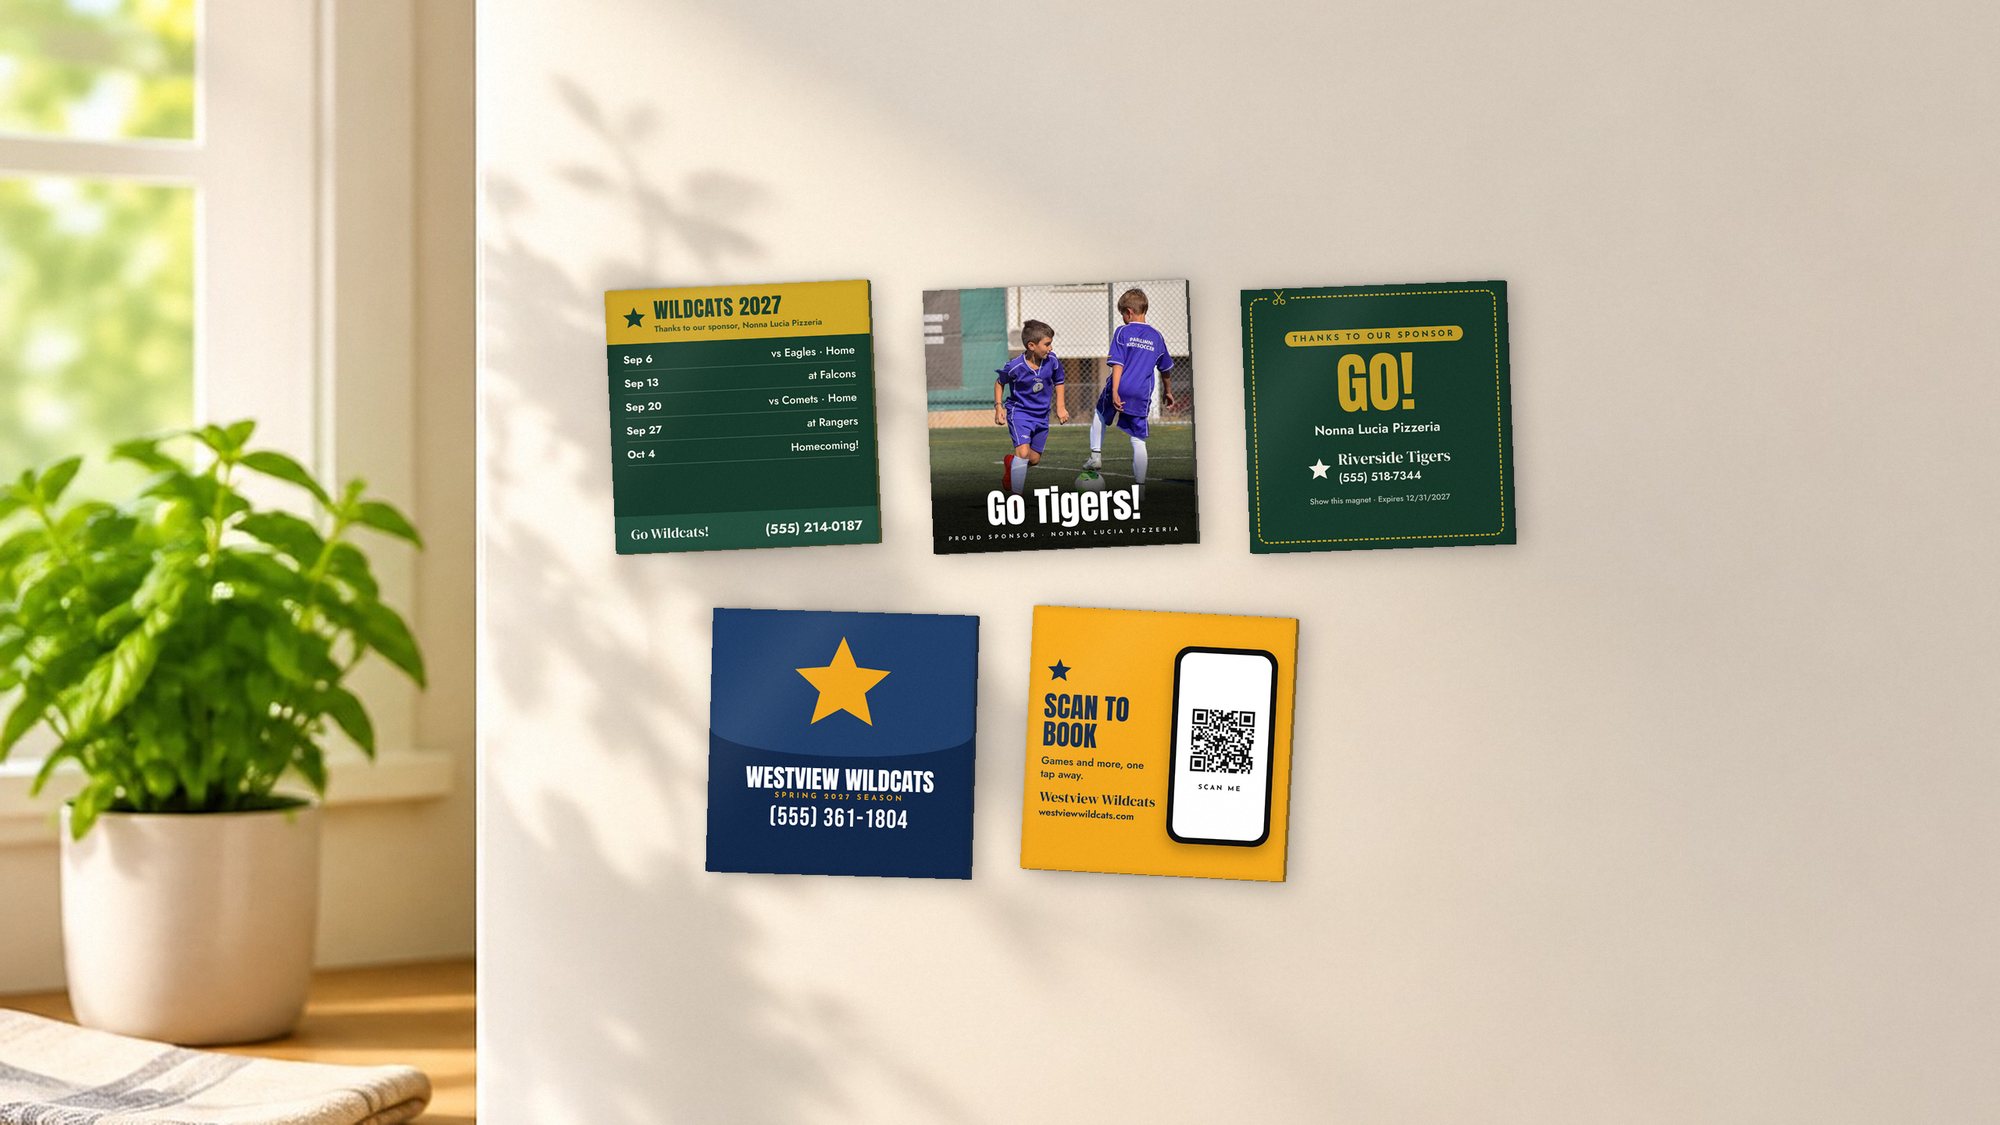 WILDCATS 2027
Thanks to our sponsor, Nonna Lucia Pizzeria
Sep 6 vs Eagles · Home
Sep 13 at Falcons
Sep 20 vs Comets · Home
Sep 27 at Rangers
Oct 4 Homecoming!
Go Wildcats! (555) 214-0187
Go Tigers!
PROUD SPONSOR · NONNA LUCIA PIZZERIA
THANKS TO OUR SPONSOR
GO!
Nonna Lucia Pizzeria
Riverside Tigers
(555) 518-7344
Show this magnet · Expires 12/31/2027
WESTVIEW WILDCATS
SPRING 2027 SEASON
(555) 361-1804
SCAN TO
BOOK
Games and more, one
tap away.
Westview Wildcats
westviewwildcats.com
SCAN ME